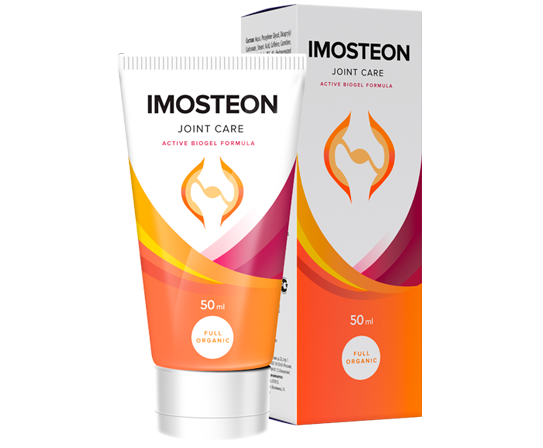 IMOSTEON
JOINT CARE
ACTIVE BIOGEL FORMULA
50 ml
FULL
ORGANIC
IMOSTEON
JOINT CARE
ACTIVE BIOGEL FORMULA
50 ml
FULL
ORGANIC